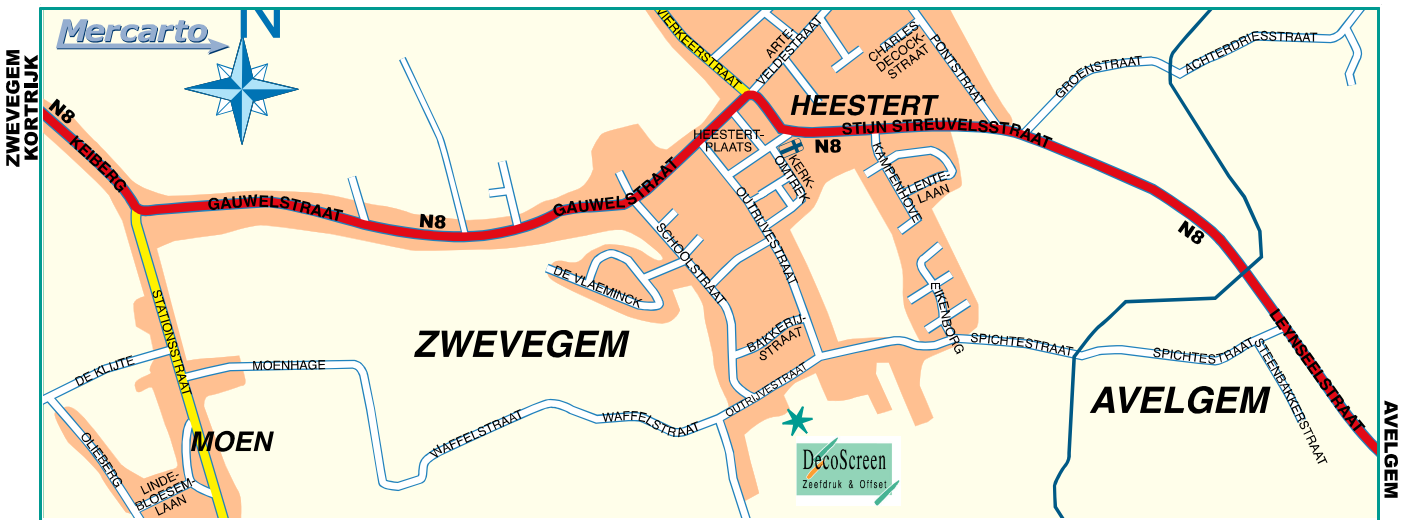 Mercarto
N
ZWEVEGEM
KORTRIJK
N8
KEIBERG
GAUWELSTRAAT
N8
GAUWELSTRAAT
VIERKEERSTRAAT
ARTE-
VELDESTRAAT
CHARLES
DECOCK-
STRAAT
PONTSTRAAT
GROENSTRAAT
ACHTERDRIESSTRAAT
HEESTERT
HEESTERT-
PLAATS
STIJN STREUVELSSTRAAT
N8
KERK-
OMTREK
KAMPENHOVE
LENTE-
LAAN
OUTRIJVESTRAAT
SCHOOLSTRAAT
DE VLAEMINCK
N8
EIKENBORG
ZWEVEGEM
BAKKERIJ-
STRAAT
SPICHTESTRAAT
SPICHTESTRAAT
LEYNSEELSTRAAT
STEENBAKKERSTRAAT
STATIONSSTRAAT
DE KLIJTE
MOENHAGE
OUTRIJVESTRAAT
AVELGEM
AVELGEM
WAFFELSTRAAT
WAFFELSTRAAT
MOEN
OLIEBERG
LINDE-
BLOESEM-
LAAN
DecoScreen
Zeefdruk & Offset